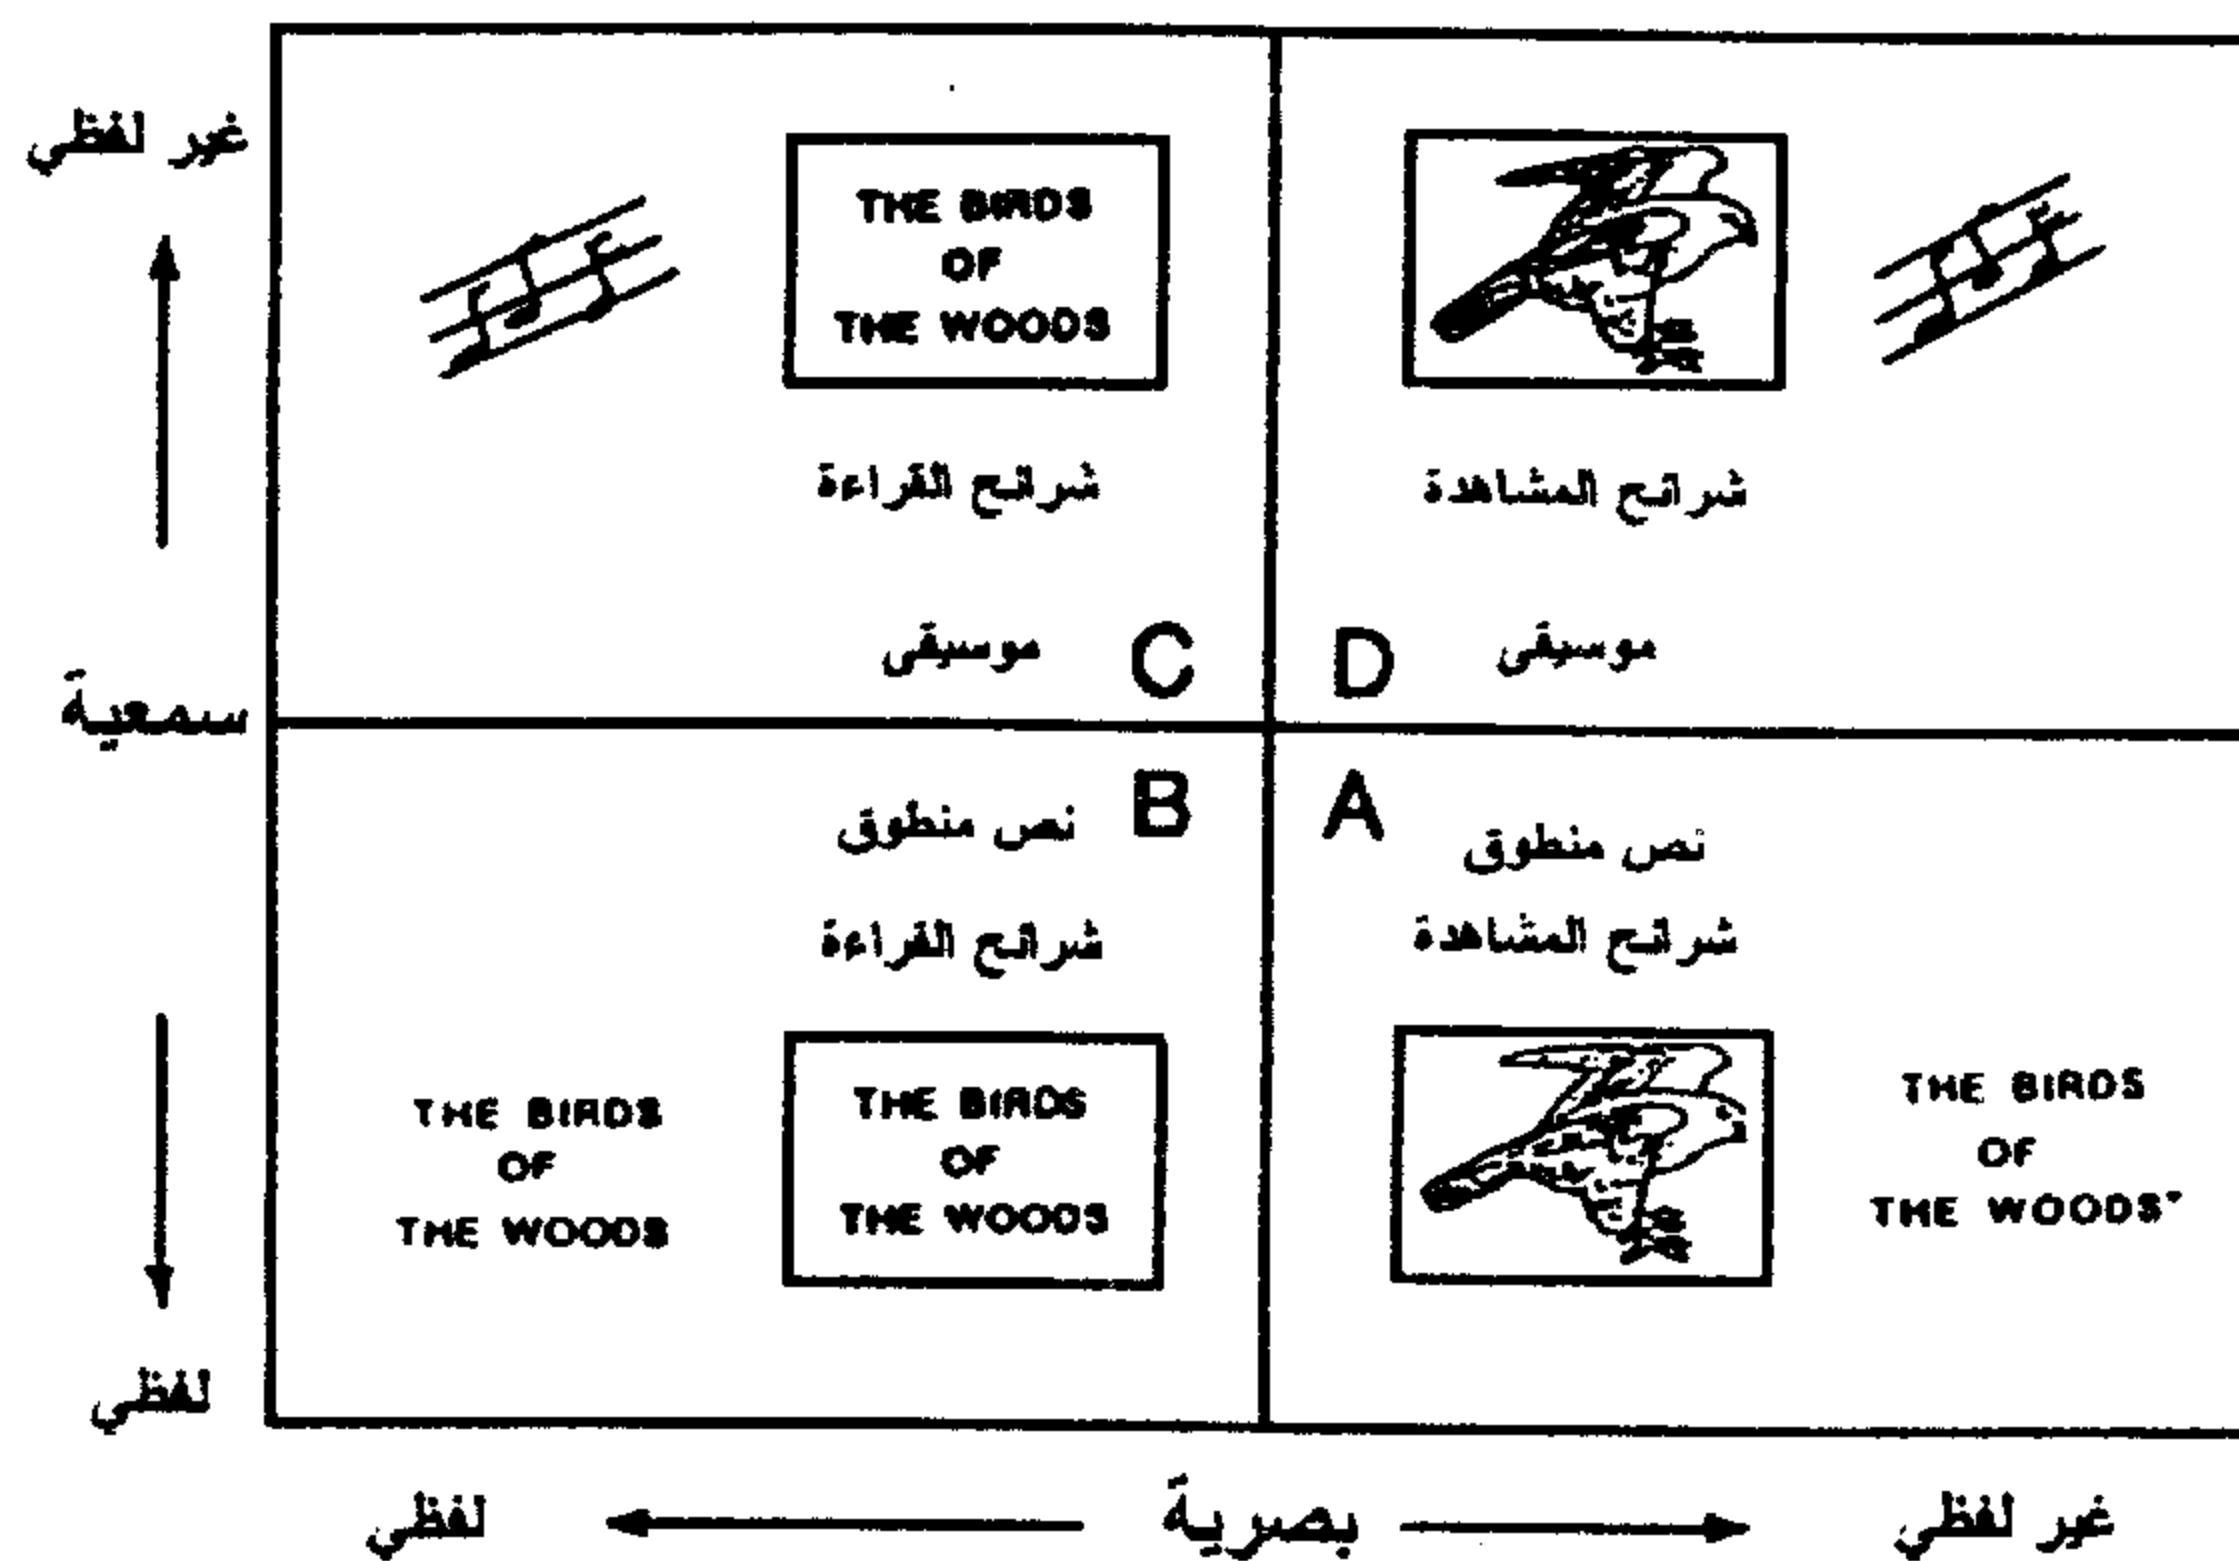 غير لفظي
THE BIRDS
OF
THE WOODS
شرائح القراءة
شرائح المشاهدة
موسيقى
C
D
موسيقى
سمعية
نص منطوق
B
A
نص منطوق
شرائح القراءة
شرائح المشاهدة
THE BIRDS
OF
THE WOODS
THE BIRDS
OF
THE WOODS
THE BIRDS
OF
THE WOODS
لفظي
لفظي
بصرية
غير لفظي